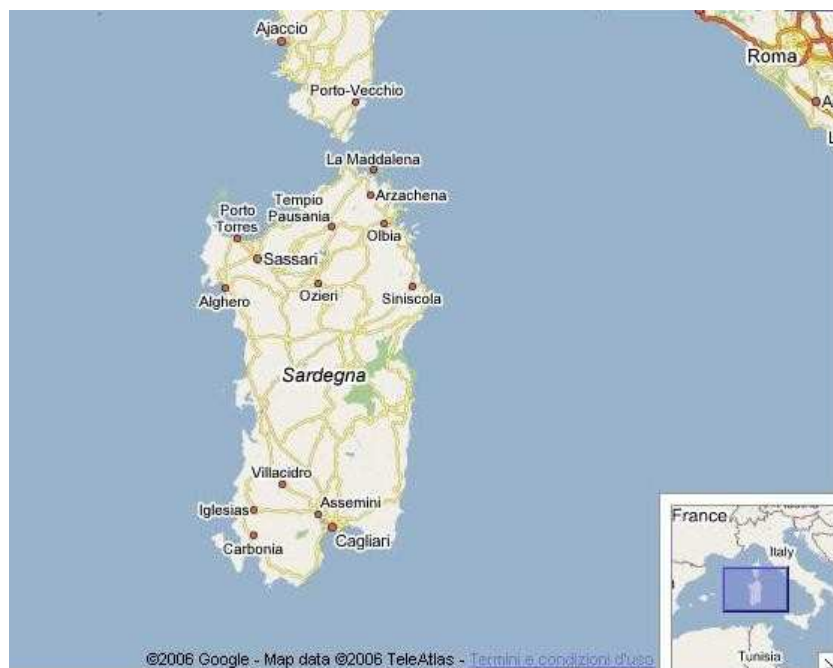 Ajaccio
Roma
Porto-Vecchio
A
L
La Maddalena
Arzachena
Tempio
Pausania
Porto
Torres
Olbia
Sassari
Alghero
Ozieri
Siniscola
Sardegna
Villacidro
Iglesias
Assemini
Carbonia
Cagliari
France
Italy
Tunisia
©2006 Google - Map data ©2006 TeleAtlas - Termini e condizioni d'uso